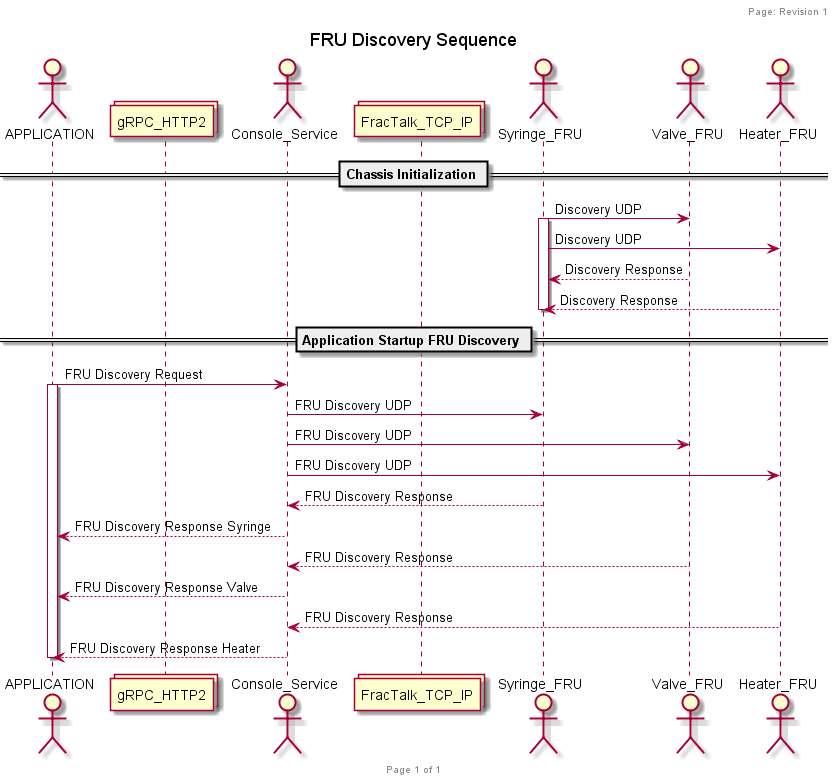 Page: Revision 1
FRU Discovery Sequence
APPLICATION
gRPC_HTTP2
Console_Service
FracTalk_TCP_IP
Syringe_FRU
Valve_FRU
Heater_FRU
Chassis Initialization
Discovery UDP
Discovery UDP
Discovery Response
Discovery Response
Application Startup FRU Discovery
FRU Discovery Request
FRU Discovery UDP
FRU Discovery UDP
FRU Discovery UDP
FRU Discovery Response
FRU Discovery Response Syringe
FRU Discovery Response
FRU Discovery Response Valve
FRU Discovery Response
FRU Discovery Response Heater
APPLICATION
gRPC_HTTP2
Console_Service
FracTalk_TCP_IP
Syringe_FRU
Valve_FRU
Heater_FRU
Page 1 of 1